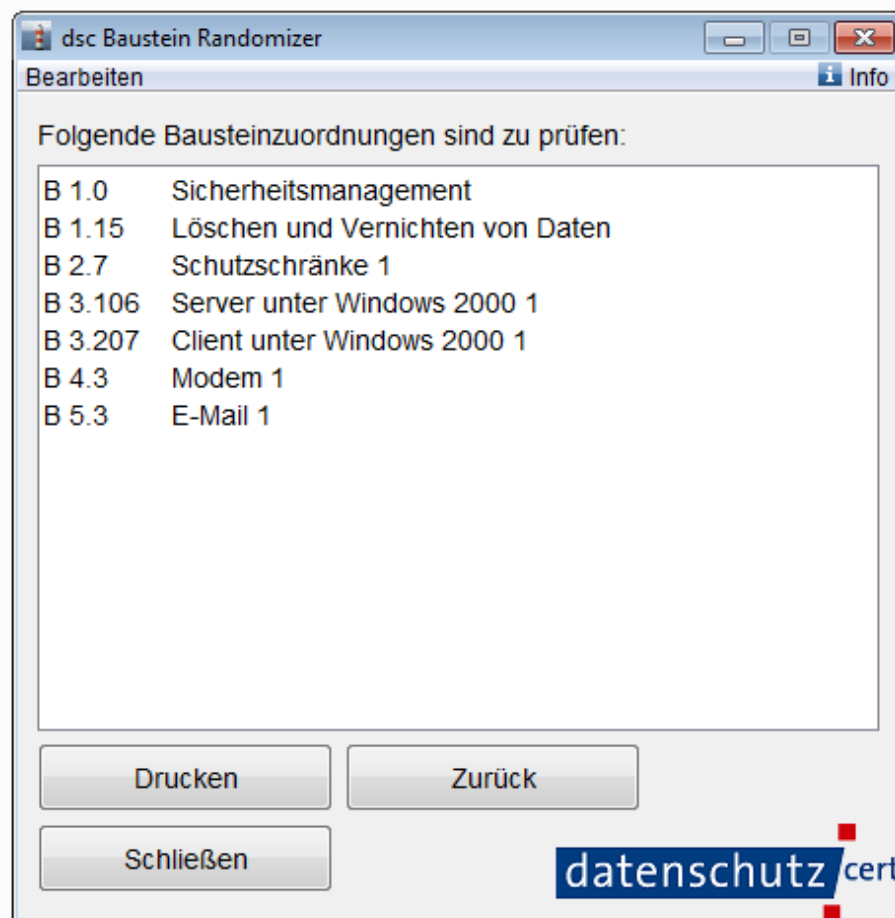 dsc Baustein Randomizer
Bearbeiten Info
Folgende Bausteinzuordnungen sind zu prüfen:
B 1.0 Sicherheitsmanagement
B 1.15 Löschen und Vernichten von Daten
B 2.7 Schutzschränke 1
B 3.106 Server unter Windows 2000 1
B 3.207 Client unter Windows 2000 1
B 4.3 Modem 1
B 5.3 E-Mail 1
Drucken Zurück
Schließen
datenschutz cert